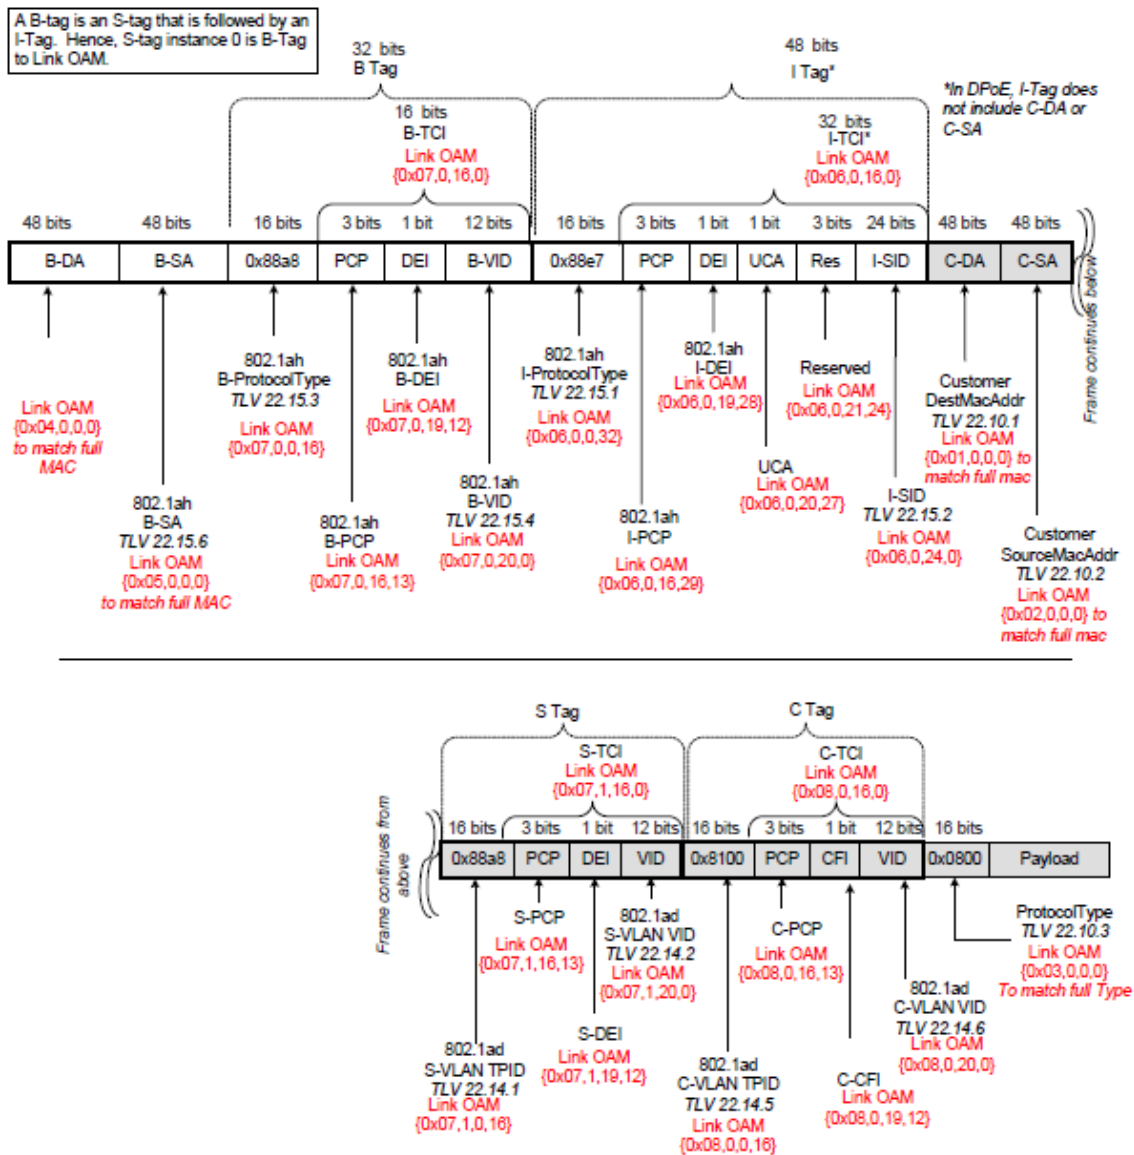 A B-tag is an S-tag that is followed by an
I-Tag. Hence, S-tag instance 0 is B-Tag
to Link OAM.
32 bits
B Tag
48 bits
I Tag*
*In DPoE, I-Tag does
not include C-DA or
C-SA
16 bits
B-TCI
Link OAM
{0x07,0,16,0}
32 bits
I-TCI*
Link OAM
{0x06,0,16,0}
48 bits 48 bits 16 bits 3 bits 1 bit 12 bits 16 bits 3 bits 1 bit 1 bit 3 bits 24 bits 48 bits 48 bits
B-DA B-SA 0x88a8 PCP DEI B-VID 0x88e7 PCP DEI UCA Res I-SID C-DA C-SA
Frame continues below
Link OAM
{0x04,0,0,0}
to match full
MAC
802.1ah
B-SA
TLV 22.15.6
Link OAM
{0x05,0,0,0}
to match full MAC
802.1ah
B-ProtocolType
TLV 22.15.3
Link OAM
{0x07,0,0,16}
802.1ah
B-PCP
Link OAM
{0x07,0,16,13}
802.1ah
B-DEI
Link OAM
{0x07,0,19,12}
802.1ah
B-VID
TLV 22.15.4
Link OAM
{0x07,0,20,0}
802.1ah
I-ProtocolType
TLV 22.15.1
Link OAM
{0x06,0,0,32}
802.1ah
I-PCP
Link OAM
{0x06,0,16,29}
802.1ah
I-DEI
Link OAM
{0x06,0,19,28}
UCA
Link OAM
{0x06,0,20,27}
Reserved
Link OAM
{0x06,0,21,24}
I-SID
TLV 22.15.2
Link OAM
{0x06,0,24,0}
Customer
DestMacAddr
TLV 22.10.1
Link OAM
{0x01,0,0,0} to
match full mac
Customer
SourceMacAddr
TLV 22.10.2
Link OAM
{0x02,0,0,0} to
match full mac
S Tag
C Tag
S-TCI
Link OAM
{0x07,1,16,0}
C-TCI
Link OAM
{0x08,0,16,0}
Frame continues from
above
16 bits 3 bits 1 bit 12 bits 16 bits 3 bits 1 bit 12 bits 16 bits
0x88a8 PCP DEI VID 0x8100 PCP CFI VID 0x0800 Payload
802.1ad
S-VLAN TPID
TLV 22.14.1
Link OAM
{0x07,1,0,16}
S-PCP
Link OAM
{0x07,1,16,13}
S-DEI
Link OAM
{0x07,1,19,12}
802.1ad
S-VLAN VID
TLV 22.14.2
Link OAM
{0x07,1,20,0}
802.1ad
C-VLAN TPID
TLV 22.14.5
Link OAM
{0x08,0,0,16}
C-PCP
Link OAM
{0x08,0,16,13}
C-CFI
Link OAM
{0x08,0,19,12}
802.1ad
C-VLAN VID
TLV 22.14.6
Link OAM
{0x08,0,20,0}
ProtocolType
TLV 22.10.3
Link OAM
{0x03,0,0,0}
To match full Type